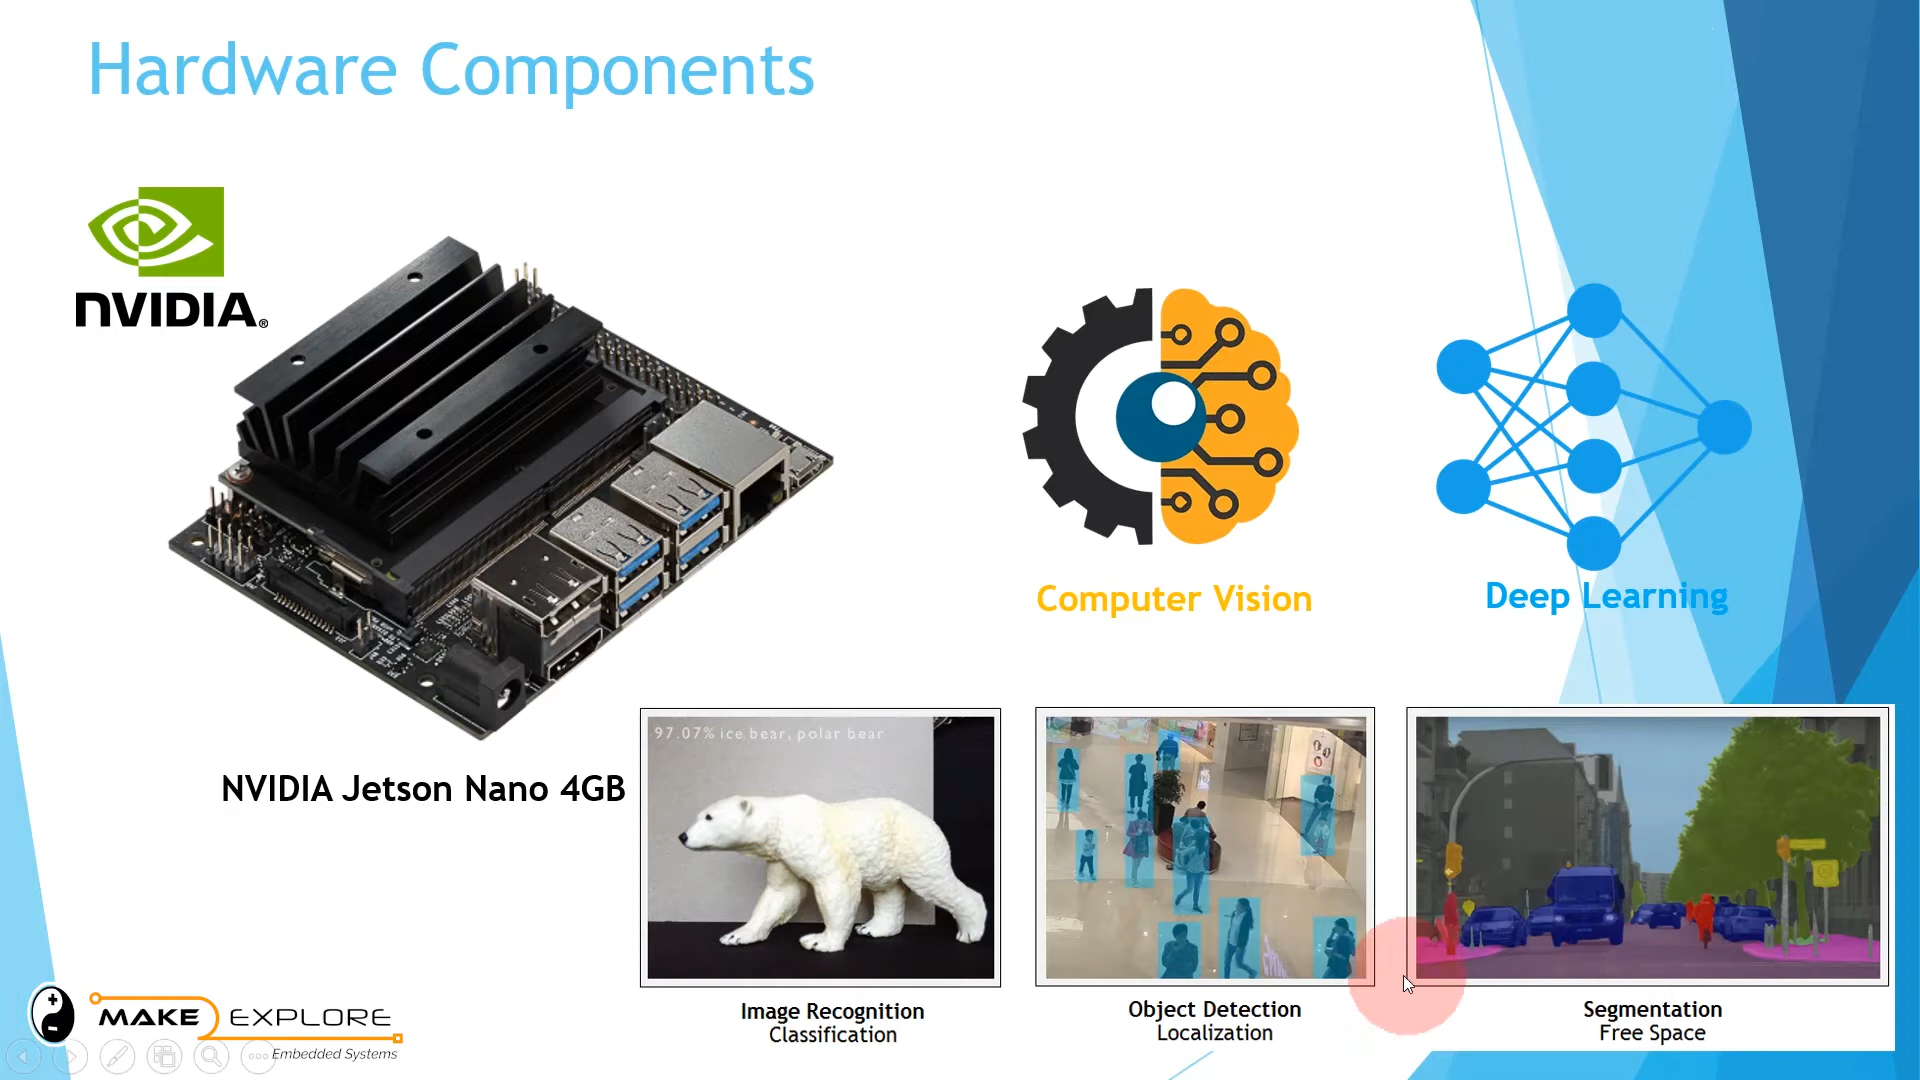 Hardware Components
NVIDIA®
Computer Vision
Deep Learning
NVIDIA Jetson Nano 4GB
97.07% ice bear, polar bear
Image Recognition
Classification
Object Detection
Localization
Segmentation
Free Space
MAKE EXPLORE
Embedded Systems